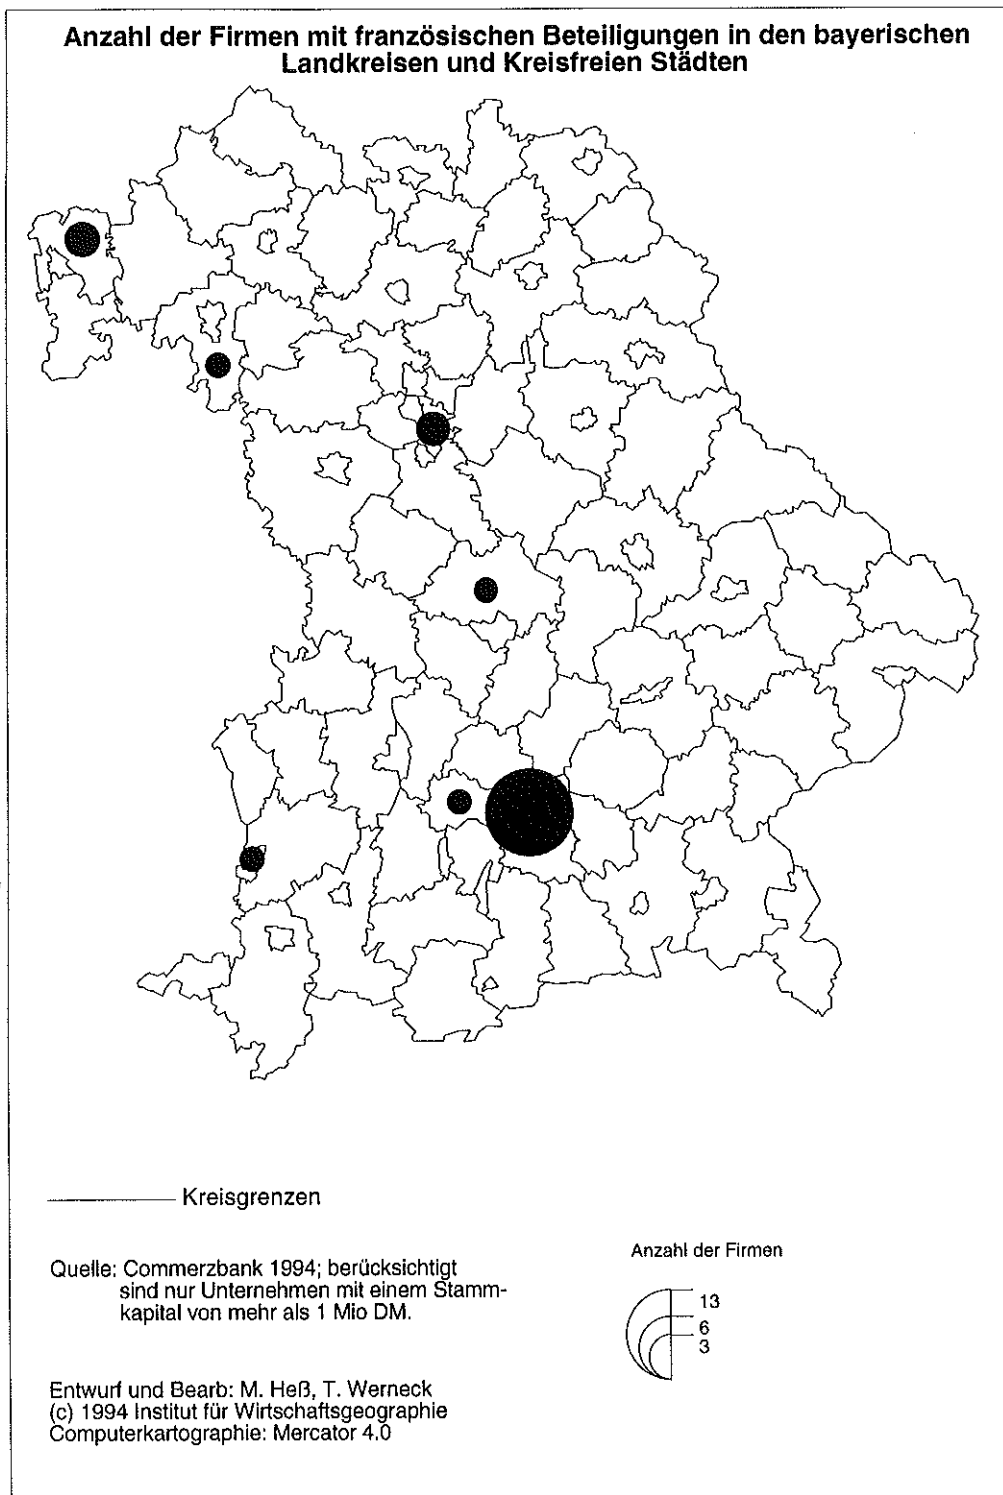 Anzahl der Firmen mit französischen Beteiligungen in den bayerischen
Landkreisen und Kreisfreien Städten
Kreisgrenzen
Quelle: Commerzbank 1994; berücksichtigt
sind nur Unternehmen mit einem Stamm-
kapital von mehr als 1 Mio DM.
Anzahl der Firmen
13
6
3
Entwurf und Bearb: M. Heß, T. Werneck
(c) 1994 Institut für Wirtschaftsgeographie
Computerkartographie: Mercator 4.0